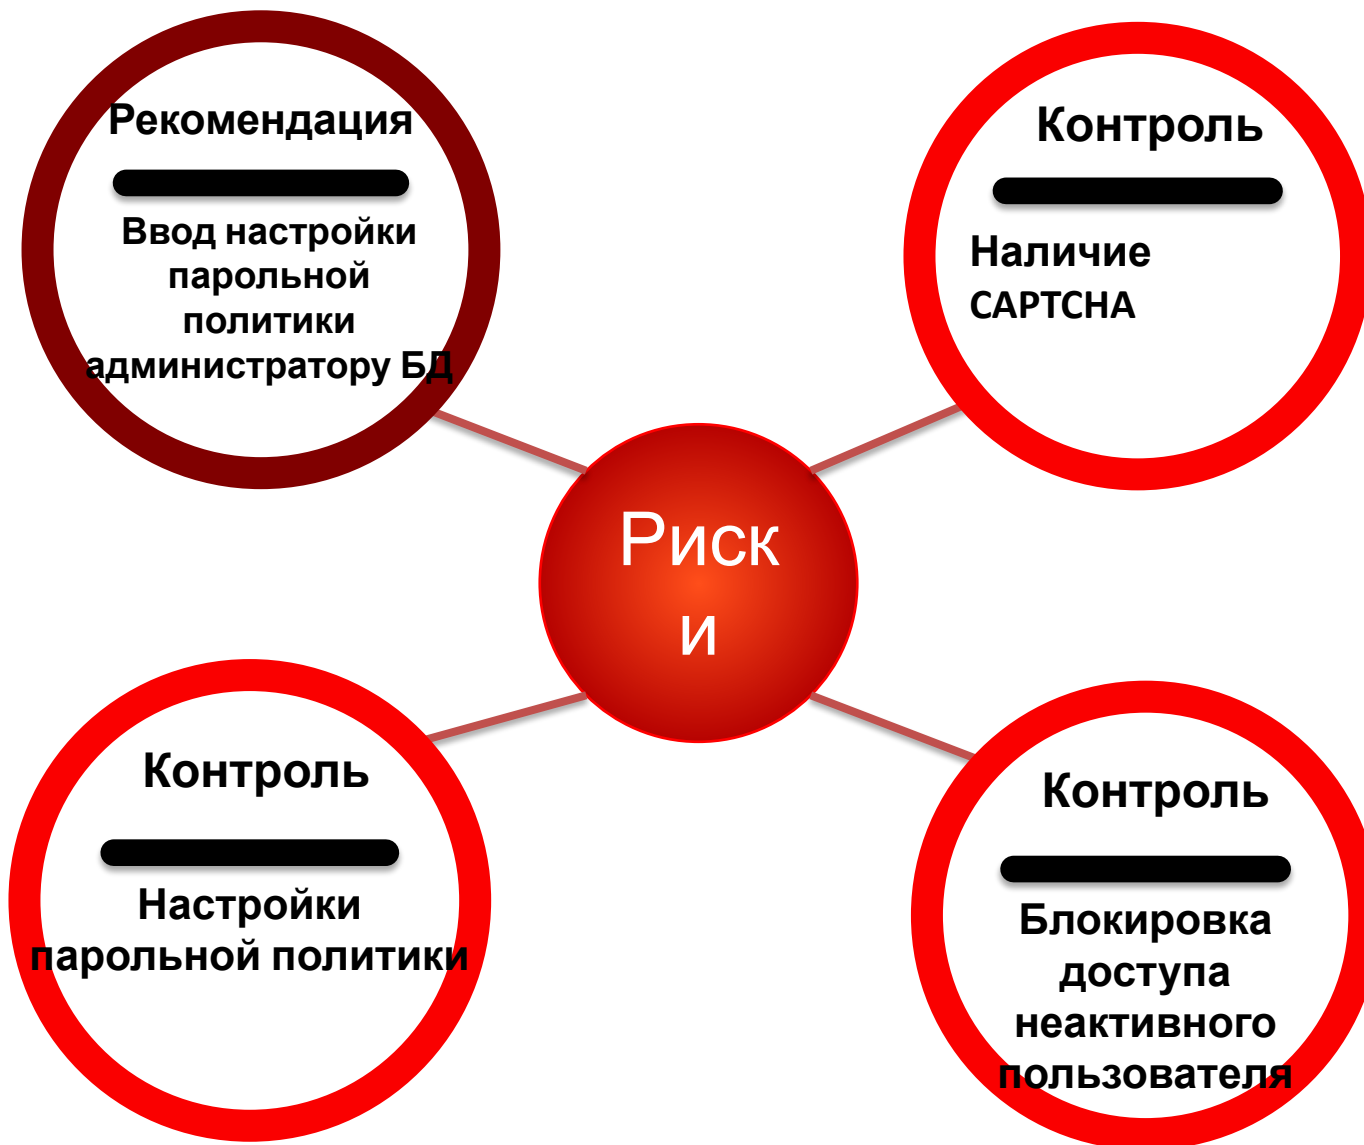 Рекомендация
Ввод настройки
парольной
политики
администратору БД
Контроль
Наличие
CAPTCHA
Риск
и
Контроль
Настройки
парольной политики
Контроль
Блокировка
доступа
неактивного
пользователя